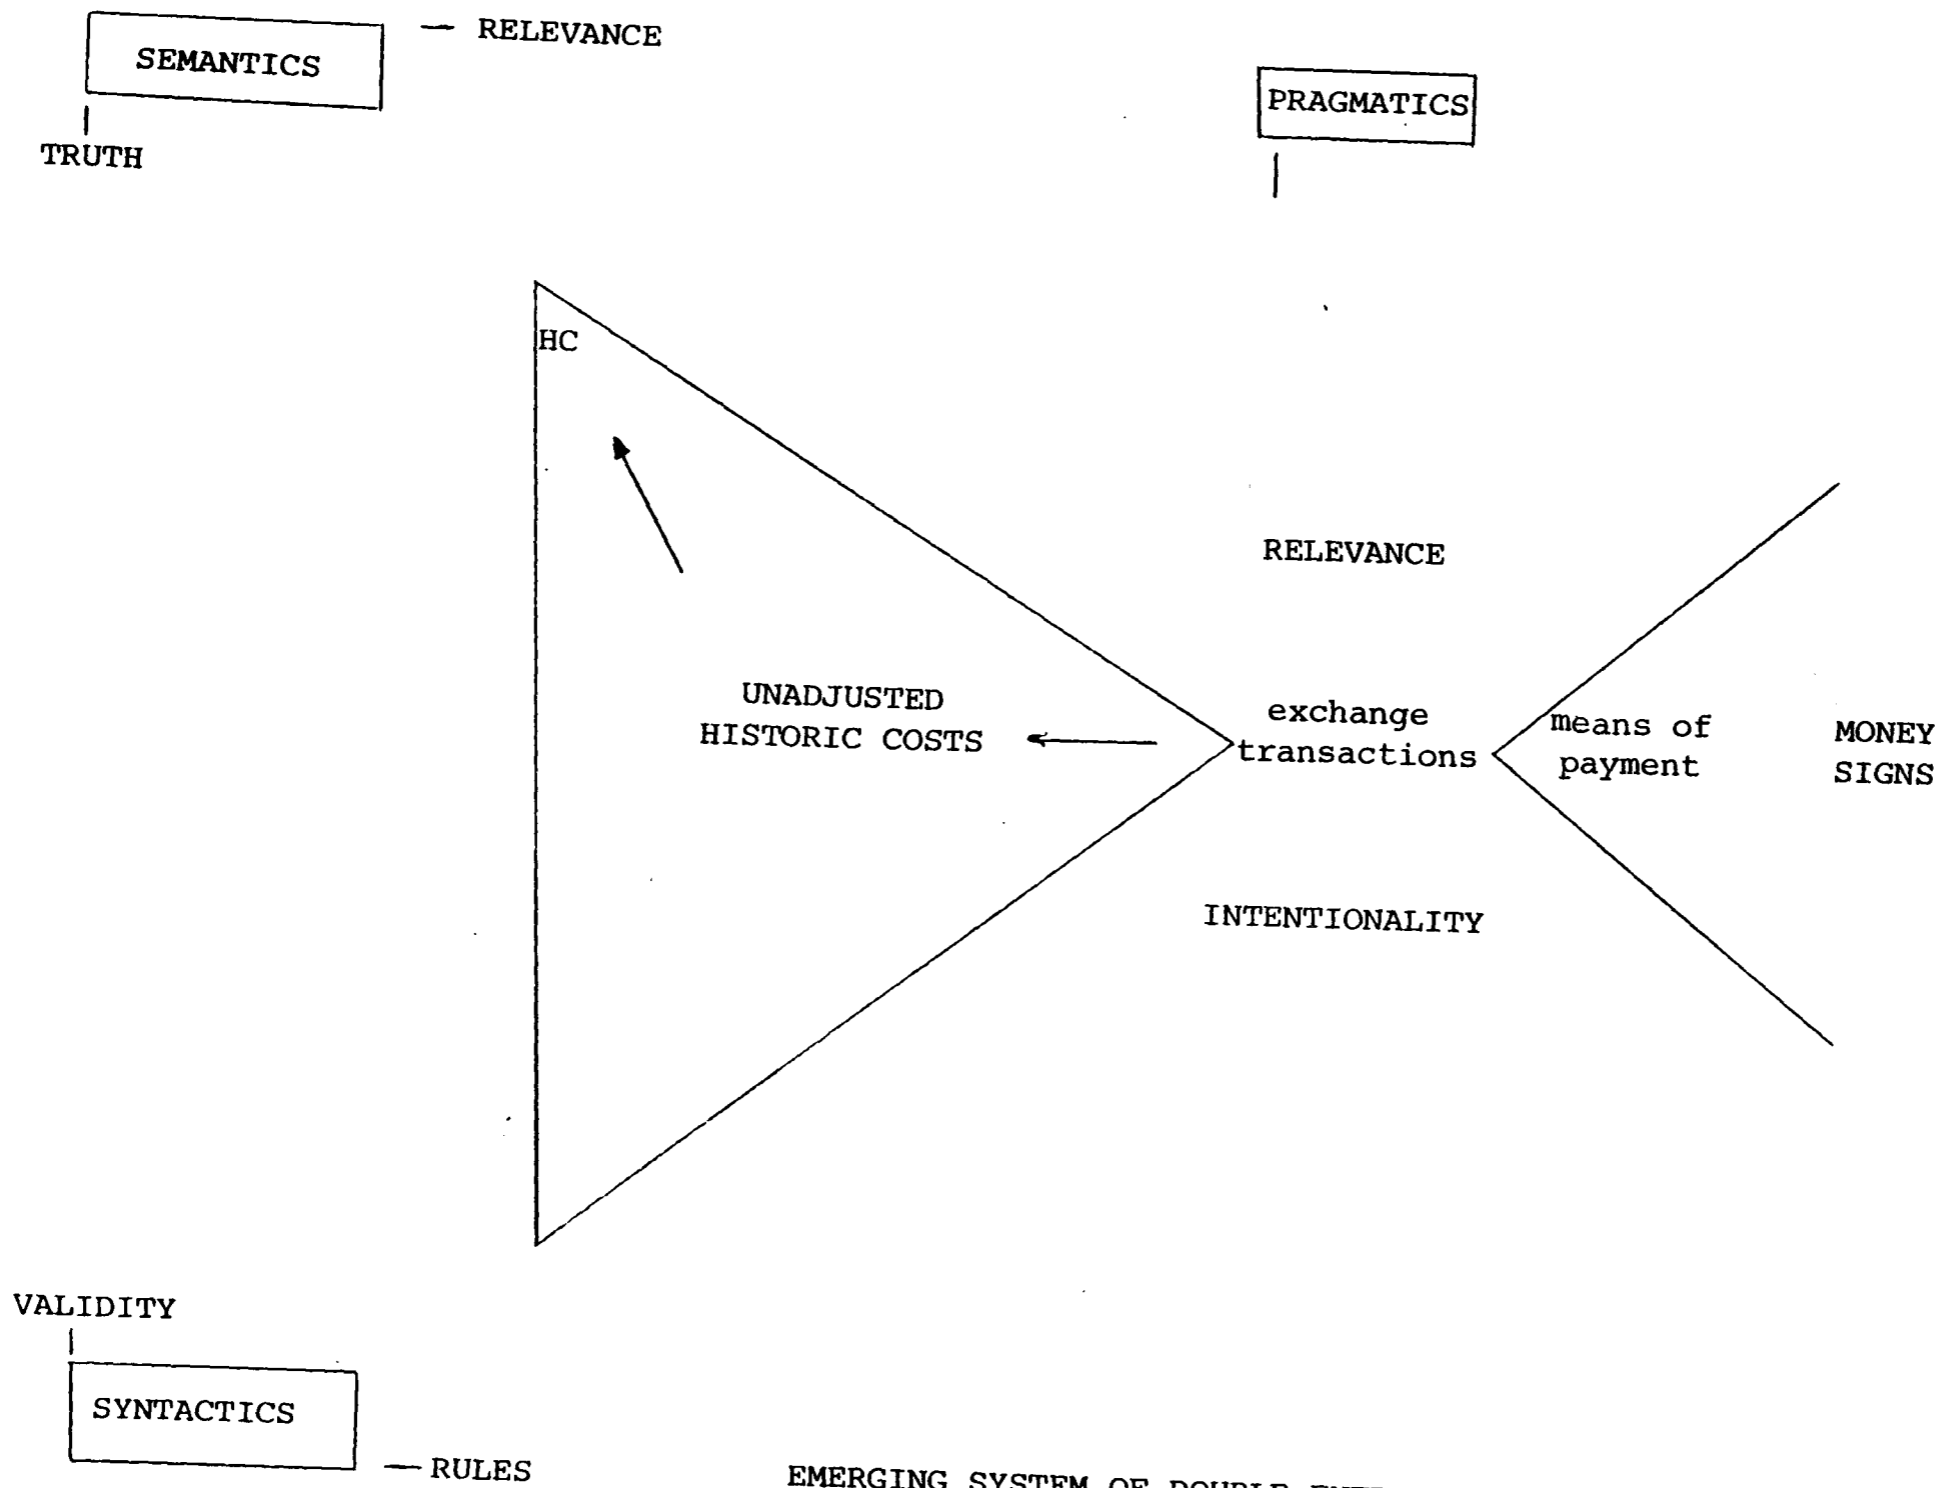 SEMANTICS
— RELEVANCE
PRAGMATICS
TRUTH
HC
RELEVANCE
UNADJUSTED
HISTORIC COSTS
exchange
transactions
means of
payment
MONEY
SIGNS
INTENTIONALITY
VALIDITY
SYNTACTICS
— RULES
EMERGING SYSTEM OF DOUBLE